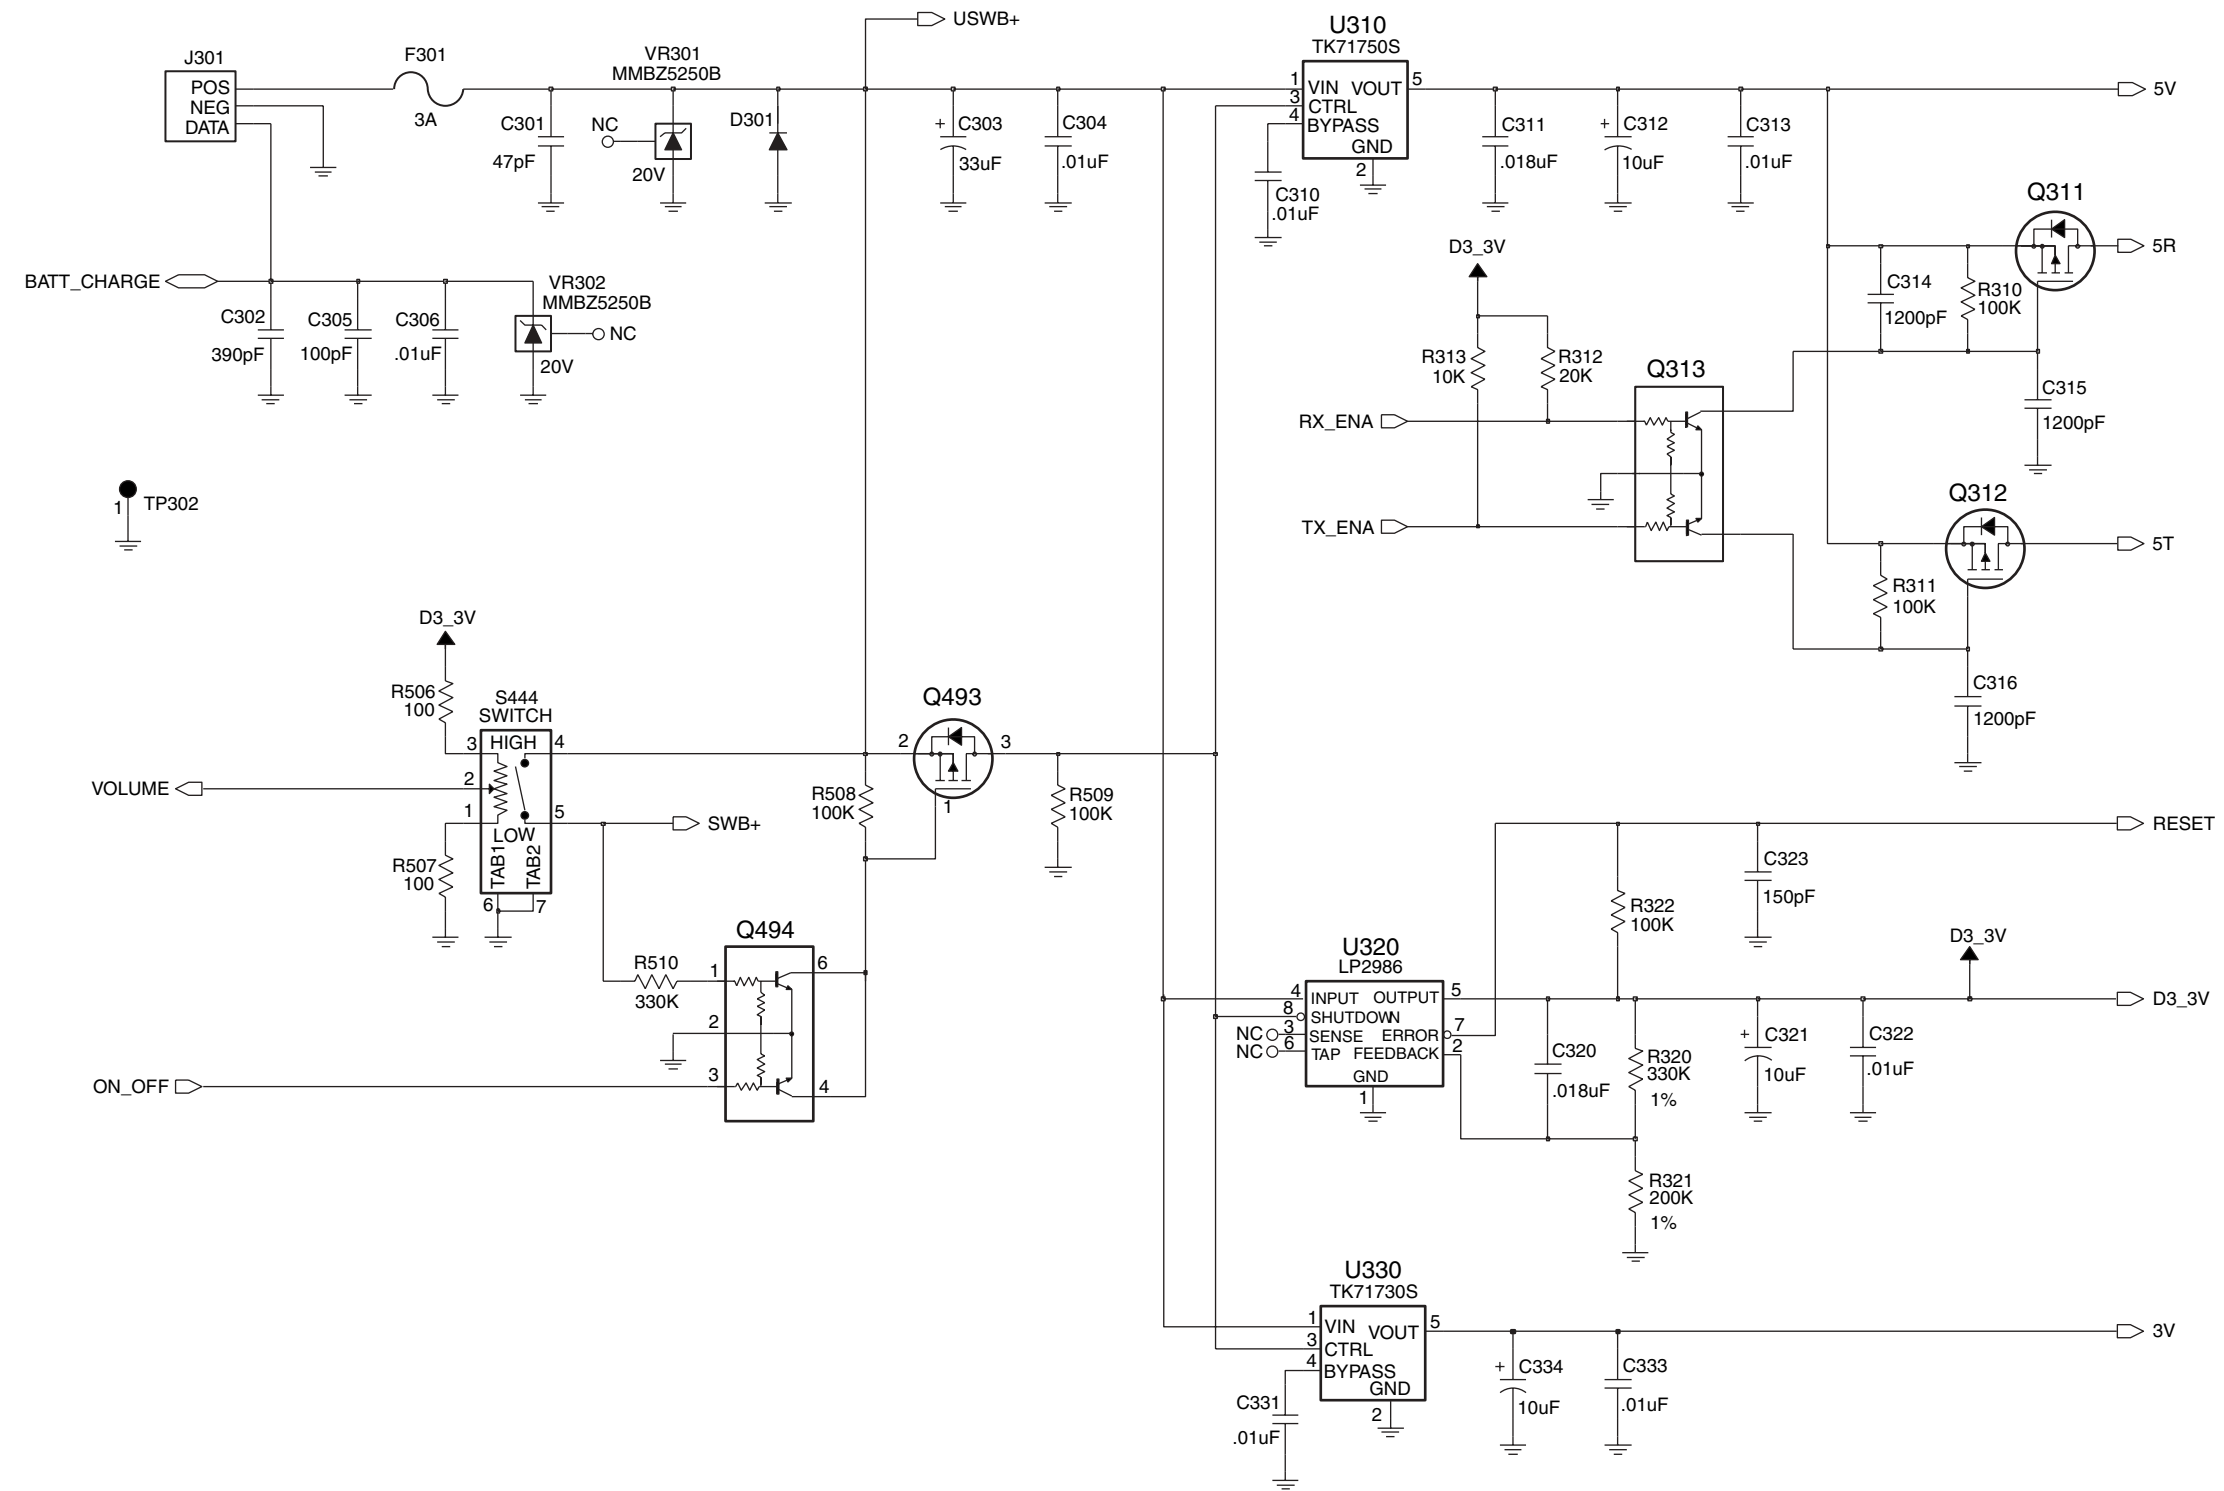 USWB+
J301
POS
NEG
DATA
F301
3A
C301
47pF
VR301
MMBZ5250B
NC
20V
D301
+ C303
33uF
C304
.01uF
U310
TK71750S
1 VIN VOUT 5
3 CTRL
4 BYPASS
GND
2
C310
.01uF
C311
.018uF
+ C312
10uF
C313
.01uF
5V
Q311
5R
C314
1200pF
R310
100K
C315
1200pF
D3_3V
R313
10K
R312
20K
Q313
RX_ENA
TX_ENA
Q312
5T
R311
100K
C316
1200pF
BATT_CHARGE
C302
390pF
C305
100pF
C306
.01uF
VR302
MMBZ5250B
NC
20V
1 TP302
D3_3V
R506
100
S444
SWITCH
3 HIGH 4
VOLUME
2
1 5
LOW
TAB1
TAB2
6 7
R507
100
SWB+
R510
330K
Q494
1 6
2
3 4
ON_OFF
Q493
2 3
1
R508
100K
R509
100K
RESET
C323
150pF
R322
100K
D3_3V
U320
LP2986
4 INPUT OUTPUT 5
8 SHUTDOWN
NC 3 SENSE ERROR 7
NC 6 TAP FEEDBACK 2
GND
1
C320
.018uF
R320
330K
1%
+ C321
10uF
C322
.01uF
D3_3V
R321
200K
1%
U330
TK71730S
1 VIN VOUT 5
3 CTRL
4 BYPASS
GND
2
C331
.01uF
+ C334
10uF
C333
.01uF
3V